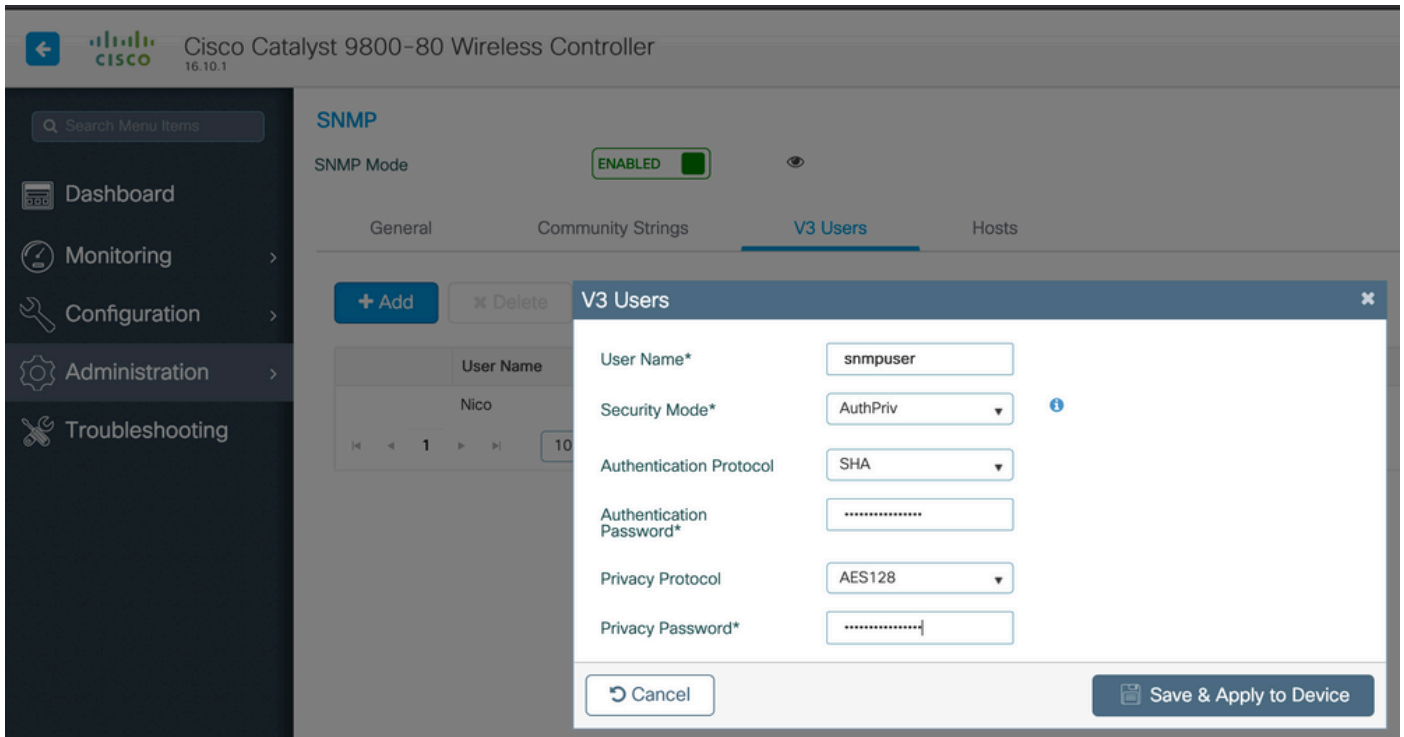 CISCO
Cisco Catalyst 9800-80 Wireless Controller
16.10.1
Search Menu Items
Dashboard
Monitoring
Configuration
Administration
Troubleshooting
SNMP
SNMP Mode
ENABLED
General Community Strings V3 Users Hosts
+ Add
× Delete
User Name
Nico
1
10
V3 Users
User Name* snmpuser
Security Mode* AuthPriv
Authentication Protocol SHA
Authentication
Password*
Privacy Protocol AES128
Privacy Password*
Cancel
Save & Apply to Device